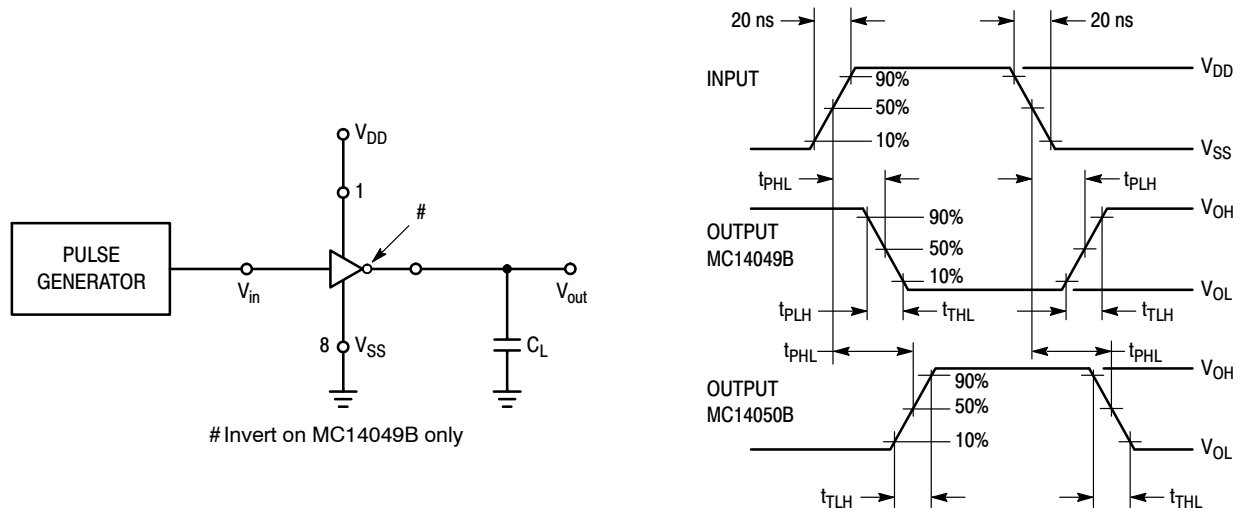 V_DD
1
#
PULSE
GENERATOR
V_in
V_out
8
V_SS
C_L
# Invert on MC14049B only
20 ns
20 ns
INPUT
V_DD
90%
50%
10%
V_SS
t_PHL
t_PLH
OUTPUT
MC14049B
V_OH
90%
50%
10%
V_OL
t_PLH
t_THL
t_TLH
t_PHL
t_PHL
OUTPUT
MC14050B
V_OH
90%
50%
10%
V_OL
t_TLH
t_THL